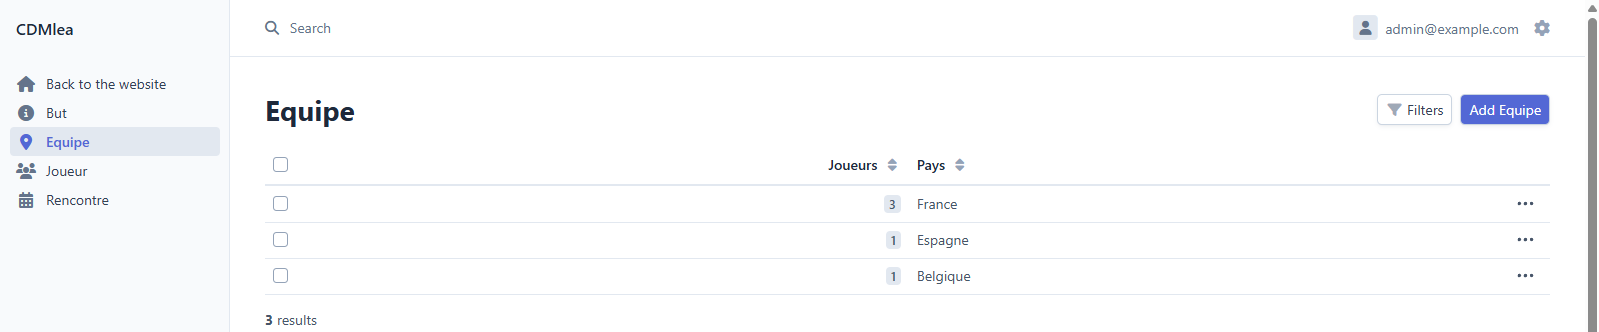 CDMlea
Search
admin@example.com
Back to the website
But
Equipe
Joueur
Rencontre
Equipe
Filters
Add Equipe
Joueurs Pays
3 France
1 Espagne
1 Belgique
3 results